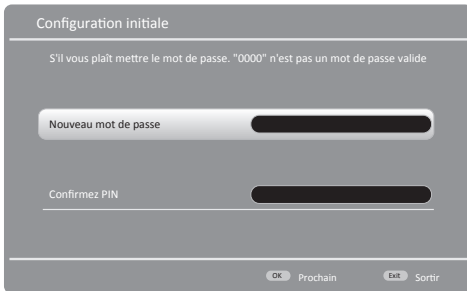 Configuration initiale
S'il vous plaît mettre le mot de passe. "0000" n'est pas un mot de passe valide
Nouveau mot de passe
Confirmez PIN
OK Prochain Exit Sortir